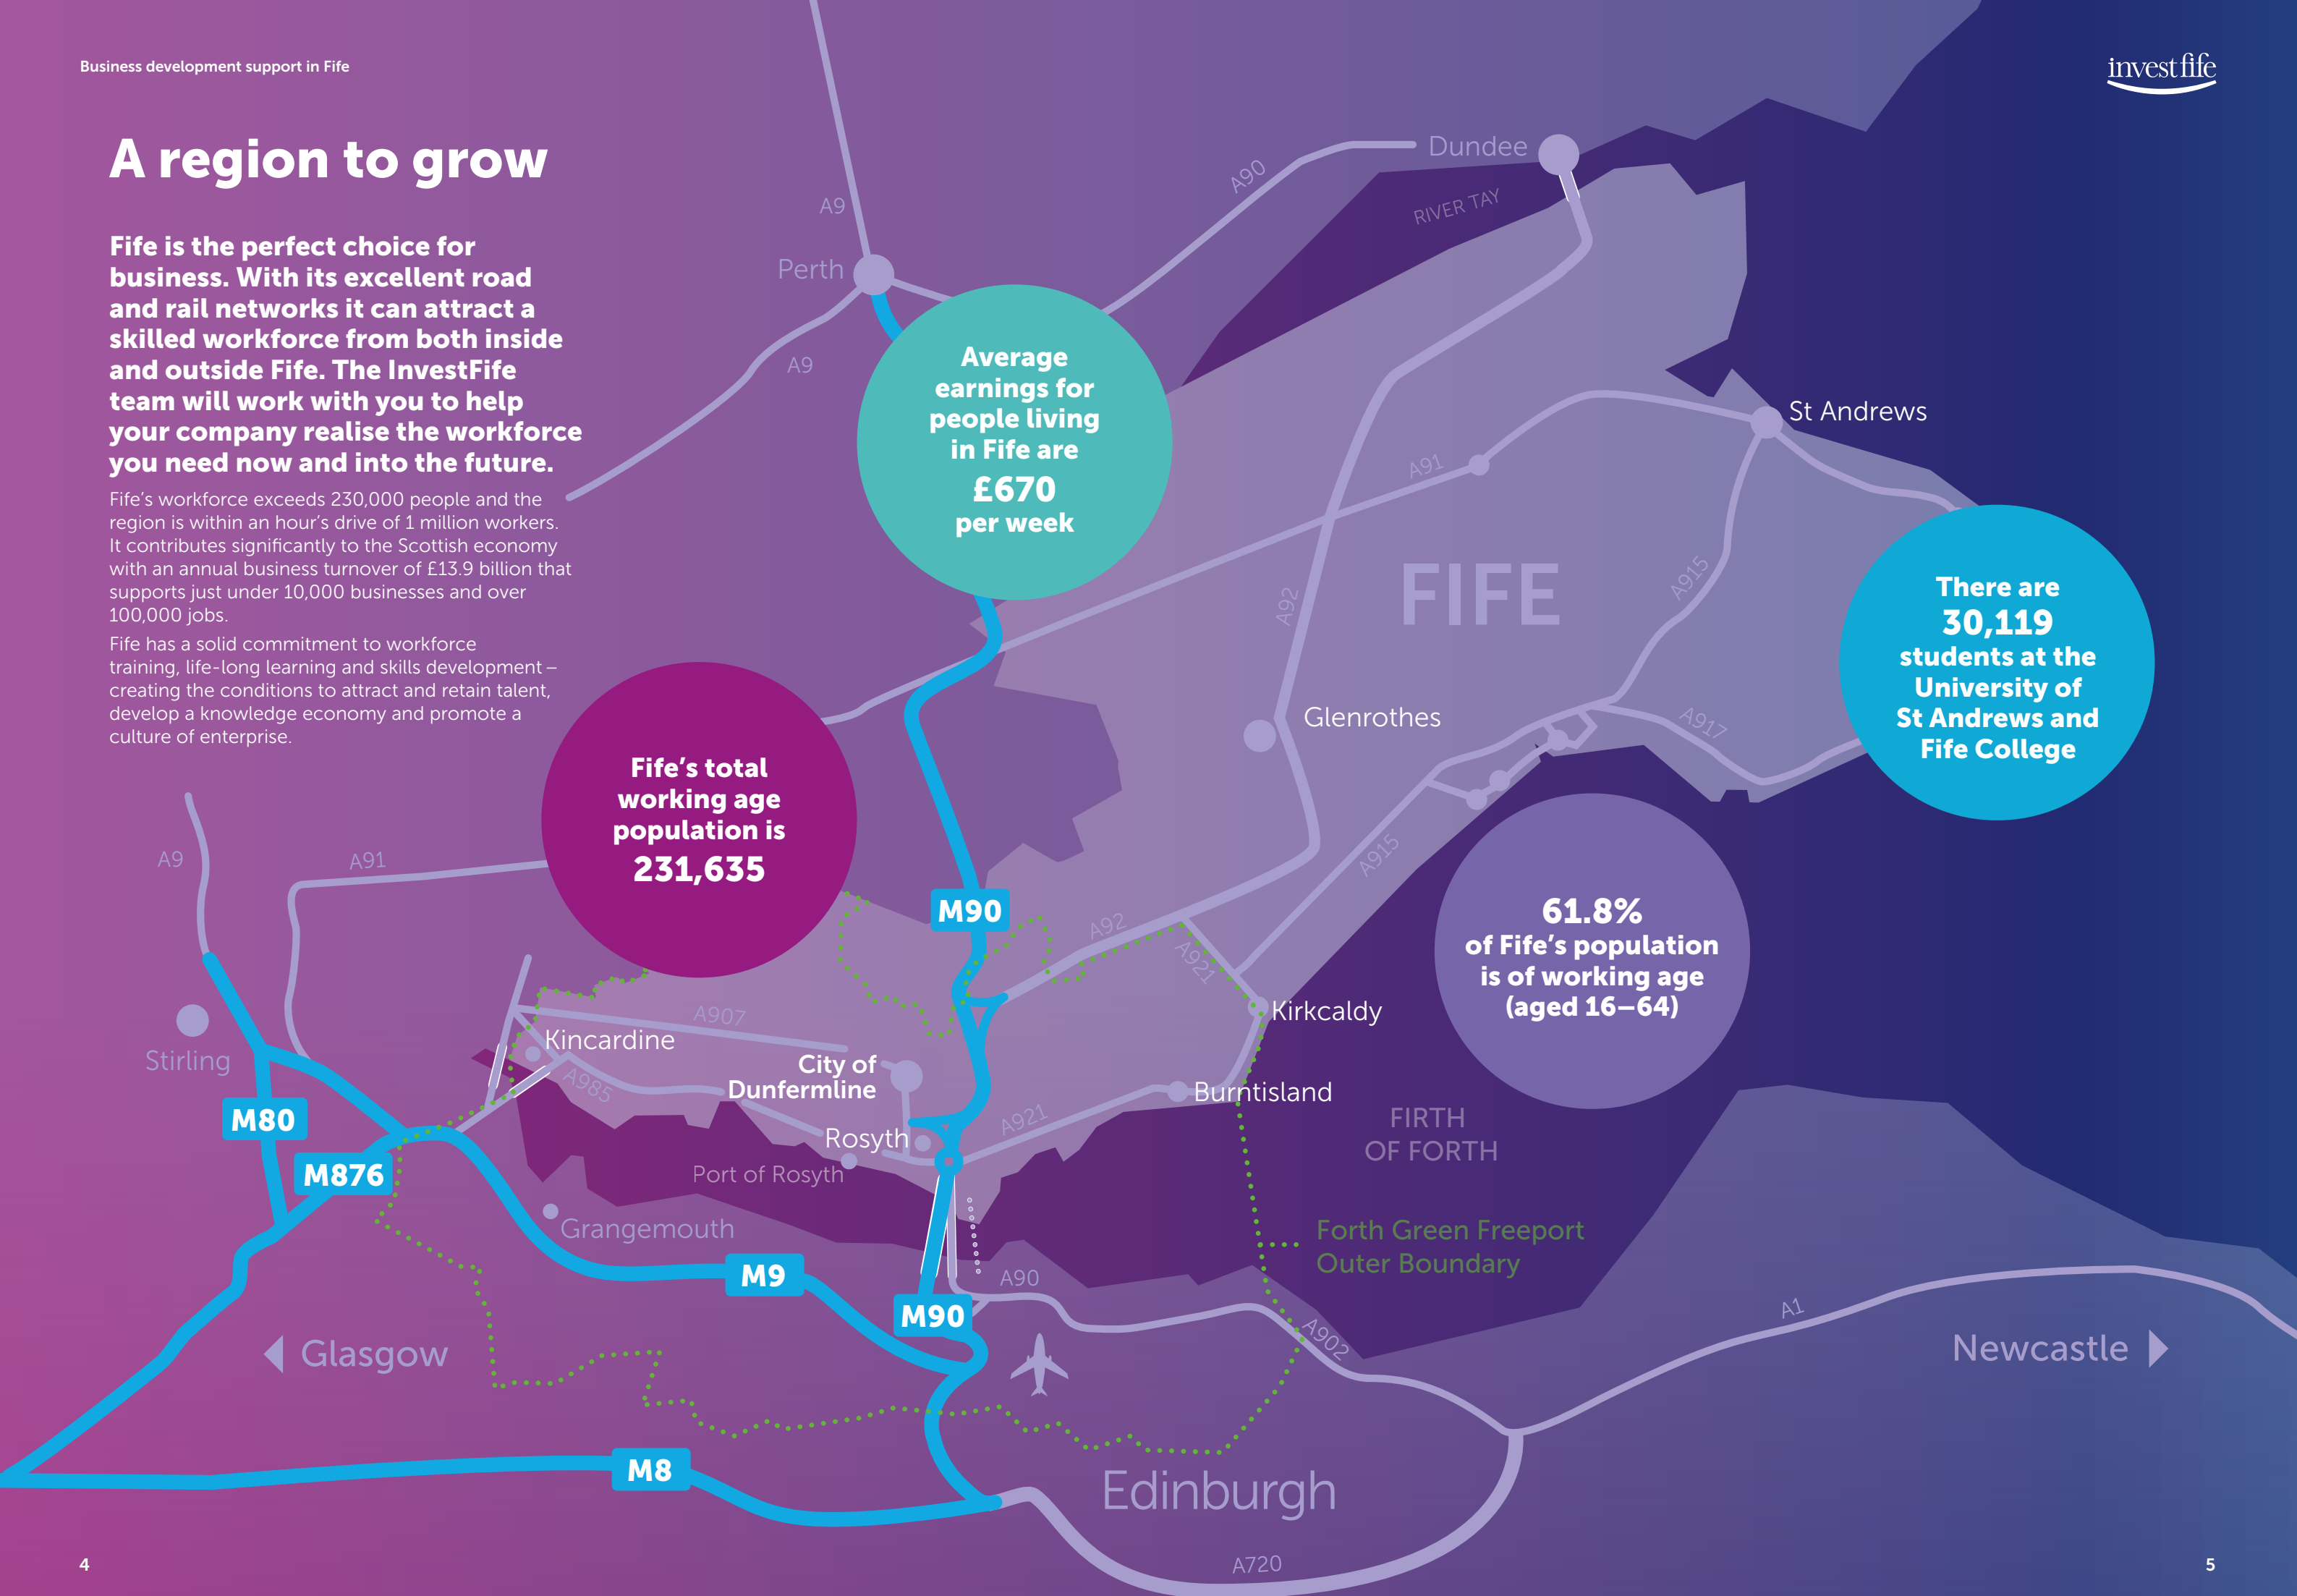 Business development support in Fife
investfife
A region to grow
Fife is the perfect choice for
business. With its excellent road
and rail networks it can attract a
skilled workforce from both inside
and outside Fife. The InvestFife
team will work with you to help
your company realise the workforce
you need now and into the future.
Fife’s workforce exceeds 230,000 people and the
region is within an hour’s drive of 1 million workers.
It contributes significantly to the Scottish economy
with an annual business turnover of £13.9 billion that
supports just under 10,000 businesses and over
100,000 jobs.
Fife has a solid commitment to workforce
training, life-long learning and skills development –
creating the conditions to attract and retain talent,
develop a knowledge economy and promote a
culture of enterprise.
A9
Perth
A9
A90
Dundee
RIVER TAY
Average
earnings for
people living
in Fife are
£670
per week
St Andrews
A91
FIFE
A92
A915
There are
30,119
students at the
University of
St Andrews and
Fife College
Glenrothes
A917
Fife’s total
working age
population is
231,635
A9
A91
A915
M90
A92
A921
61.8%
of Fife’s population
is of working age
(aged 16–64)
Kirkcaldy
A907
Kincardine
Stirling
City of
Dunfermline
A985
Burntisland
M80
A921
Rosyth
FIRTH
OF FORTH
M876
Port of Rosyth
Grangemouth
Forth Green Freeport
Outer Boundary
M9
A90
M90
A902
A1
Glasgow
Newcastle
M8
Edinburgh
A720
4
5